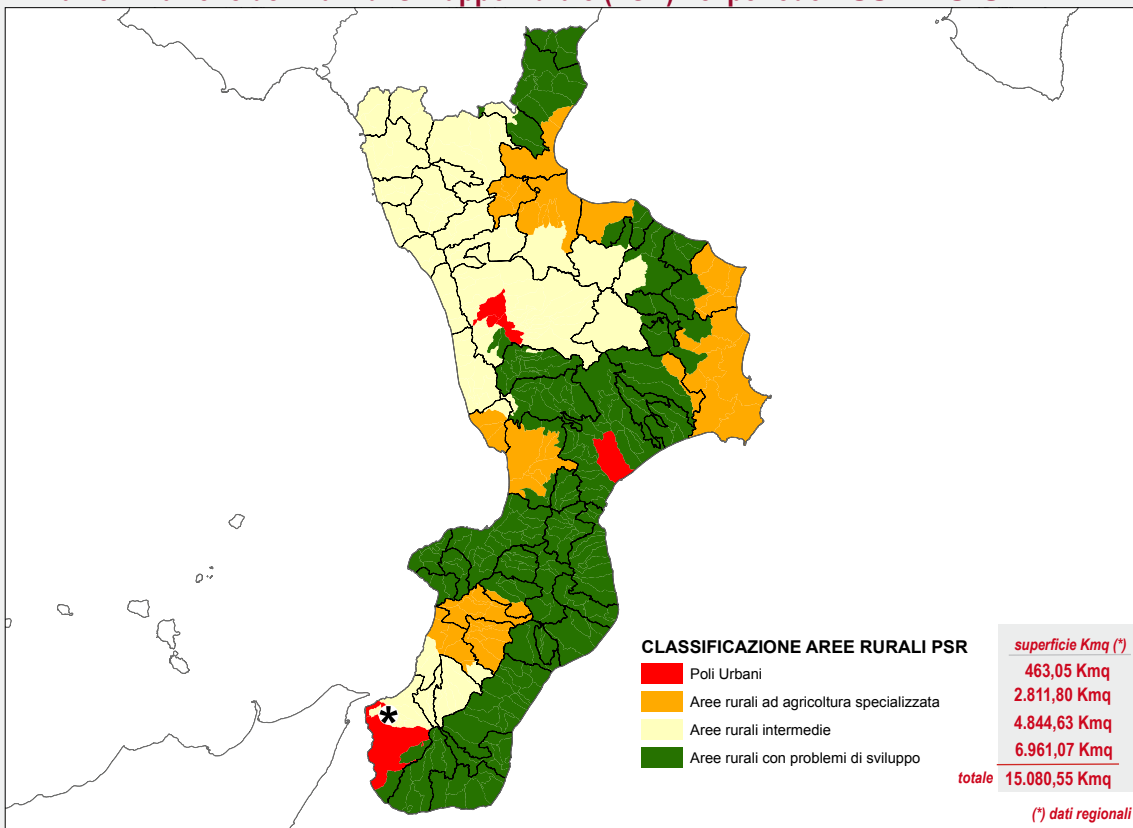 CLASSIFICAZIONE AREE RURALI PSR
superficie Kmq (*)
Poli Urbani
463,05 Kmq
Aree rurali ad agricoltura specializzata
2.811,80 Kmq
Aree rurali intermedie
4.844,63 Kmq
Aree rurali con problemi di sviluppo
6.961,07 Kmq
totale 15.080,55 Kmq
(*) dati regionali
*